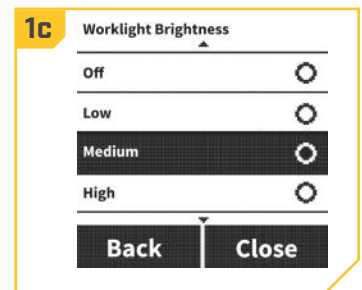 1c
Worklight Brightness
Off
Low
Medium
High
Back Close